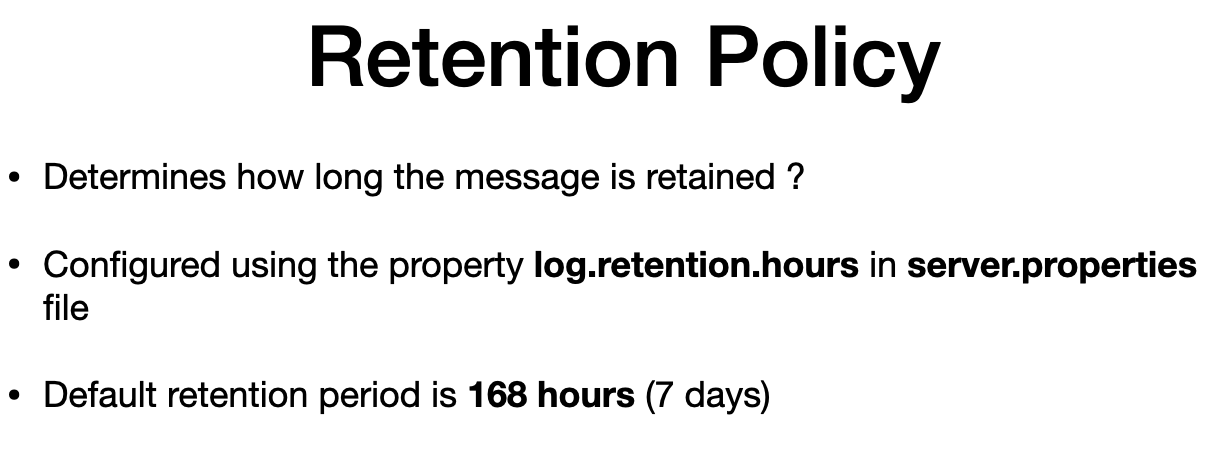 Retention Policy
• Determines how long the message is retained ?
• Configured using the property log.retention.hours in server.properties
file
• Default retention period is 168 hours (7 days)